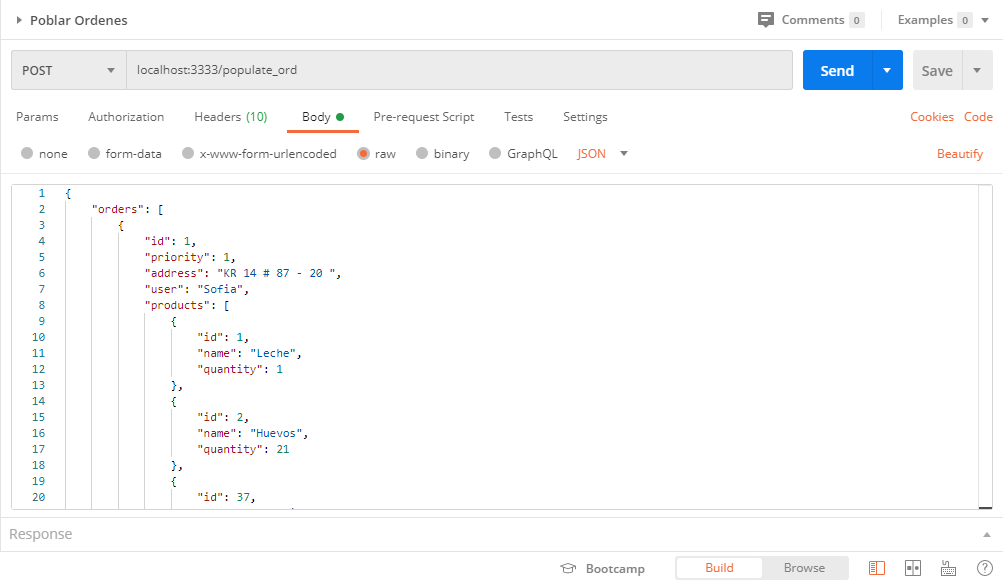 Poblar Ordenes
Comments 0 Examples 0
POST localhost:3333/populate_ord Send Save
Params Authorization Headers (10) Body Pre-request Script Tests Settings Cookies Code
none form-data x-www-form-urlencoded raw binary GraphQL JSON Beautify
1 {
2 "orders": [
3 {
4 "id": 1,
5 "priority": 1,
6 "address": "KR 14 # 87 - 20 ",
7 "user": "Sofia",
8 "products": [
9 {
10 "id": 1,
11 "name": "Leche",
12 "quantity": 1
13 },
14 {
15 "id": 2,
16 "name": "Huevos",
17 "quantity": 21
18 },
19 {
20 "id": 37,
Response
Bootcamp Build Browse